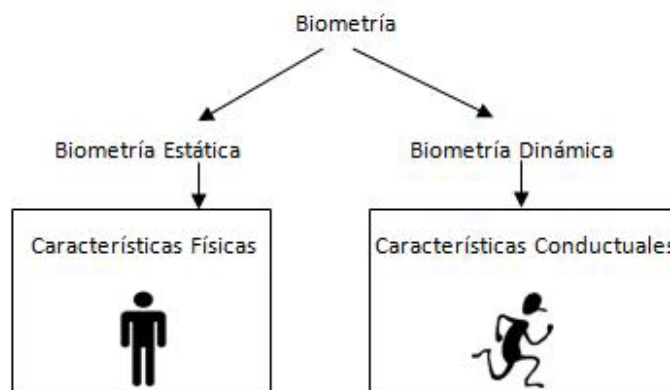 Biometría
Biometría Estática
Biometría Dinámica
Características Físicas
Características Conductuales